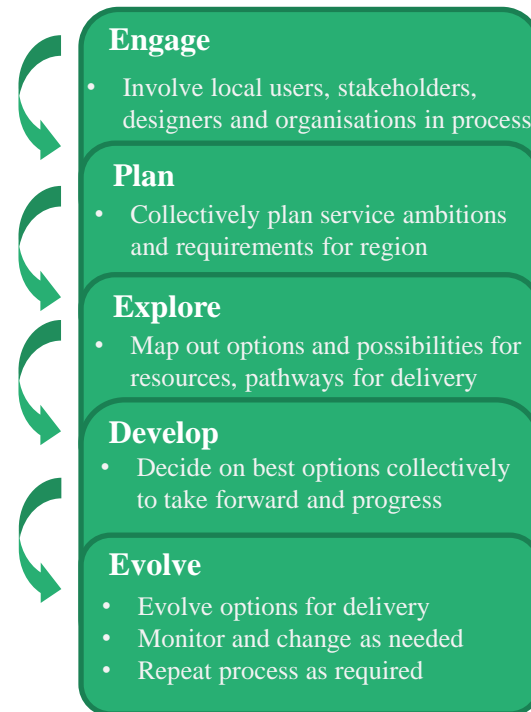 Engage
• Involve local users, stakeholders,
designers and organisations in process
Plan
• Collectively plan service ambitions
and requirements for region
Explore
• Map out options and possibilities for
resources, pathways for delivery
Develop
• Decide on best options collectively
to take forward and progress
Evolve
• Evolve options for delivery
• Monitor and change as needed
• Repeat process as required